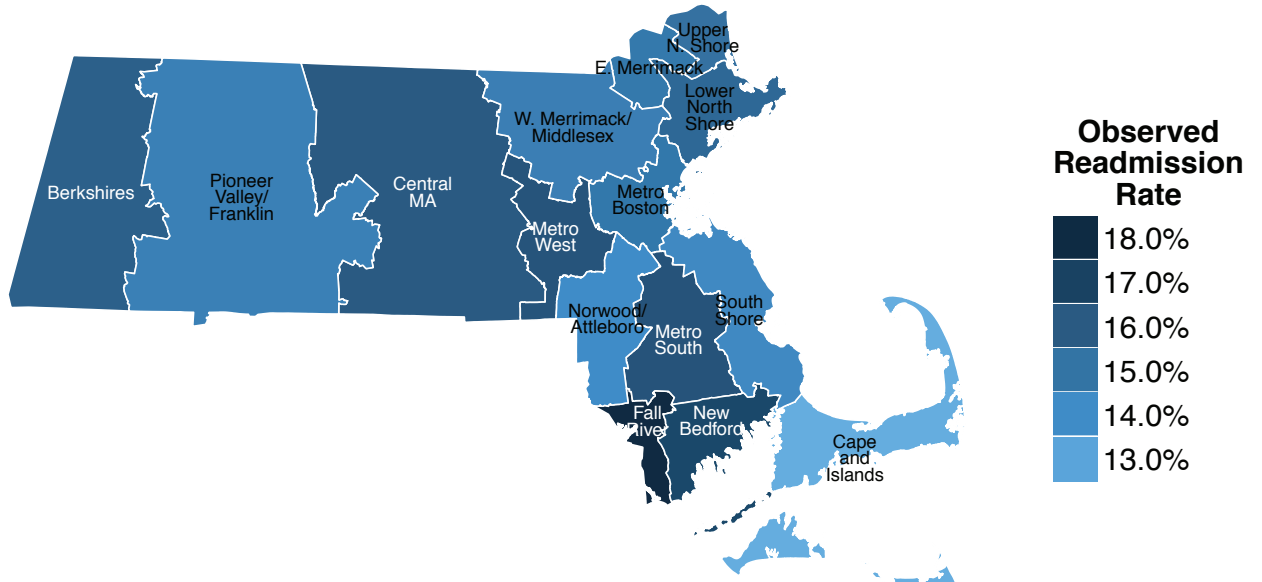 Upper
N. Shore
E. Merrimack
Lower
North
Shore
W. Merrimack/
Middlesex
Berkshires
Pioneer
Valley/
Franklin
Central
MA
Metro
Boston
Metro
West
Norwood/
Attleboro
South
Shore
Metro
South
Fall
River
New
Bedford
Cape
and
Islands
Observed
Readmission
Rate
18.0%
17.0%
16.0%
15.0%
14.0%
13.0%